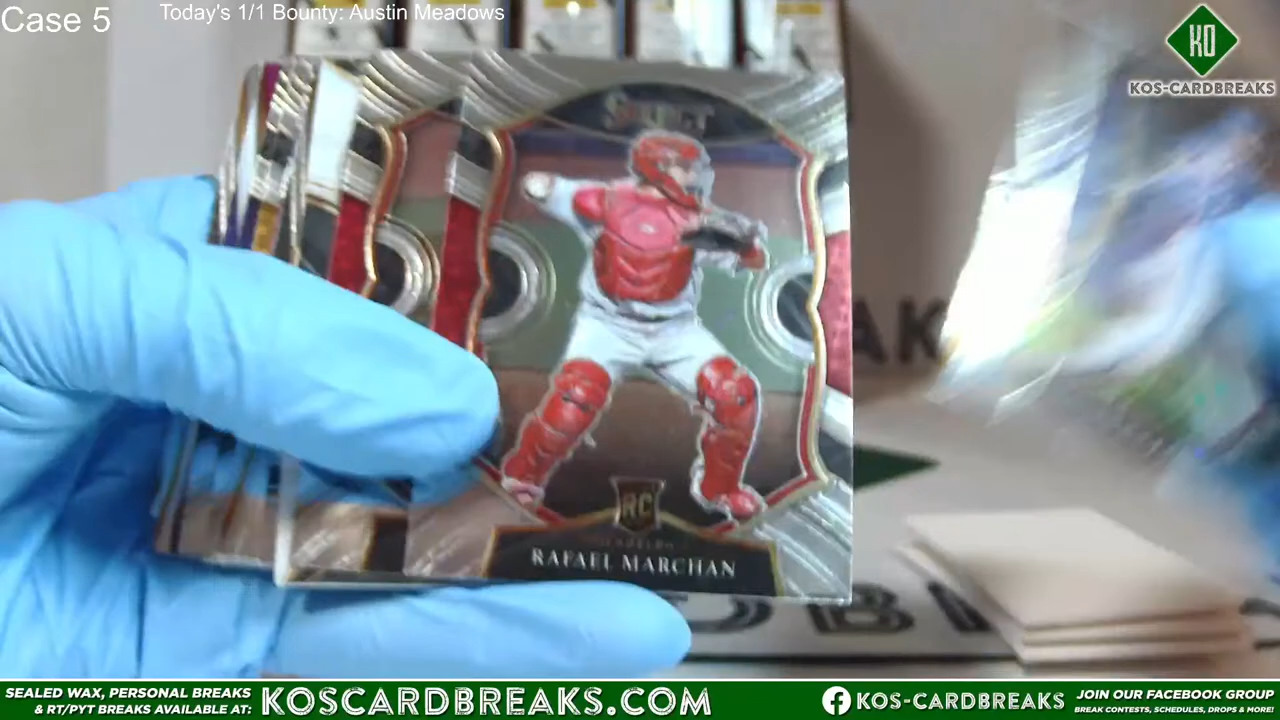 Case 5
Today's 1/1 Bounty: Austin Meadows
KO
KOS-CARDBREAKS
SELECT
RC
RAFAEL MARCHAN
SEALED WAX, PERSONAL BREAKS
& RT/PYT BREAKS AVAILABLE AT:
KOSCARDBREAKS.COM
KOS-CARDBREAKS
JOIN OUR FACEBOOK GROUP
BREAK CONTESTS, SCHEDULES, DROPS & MORE!